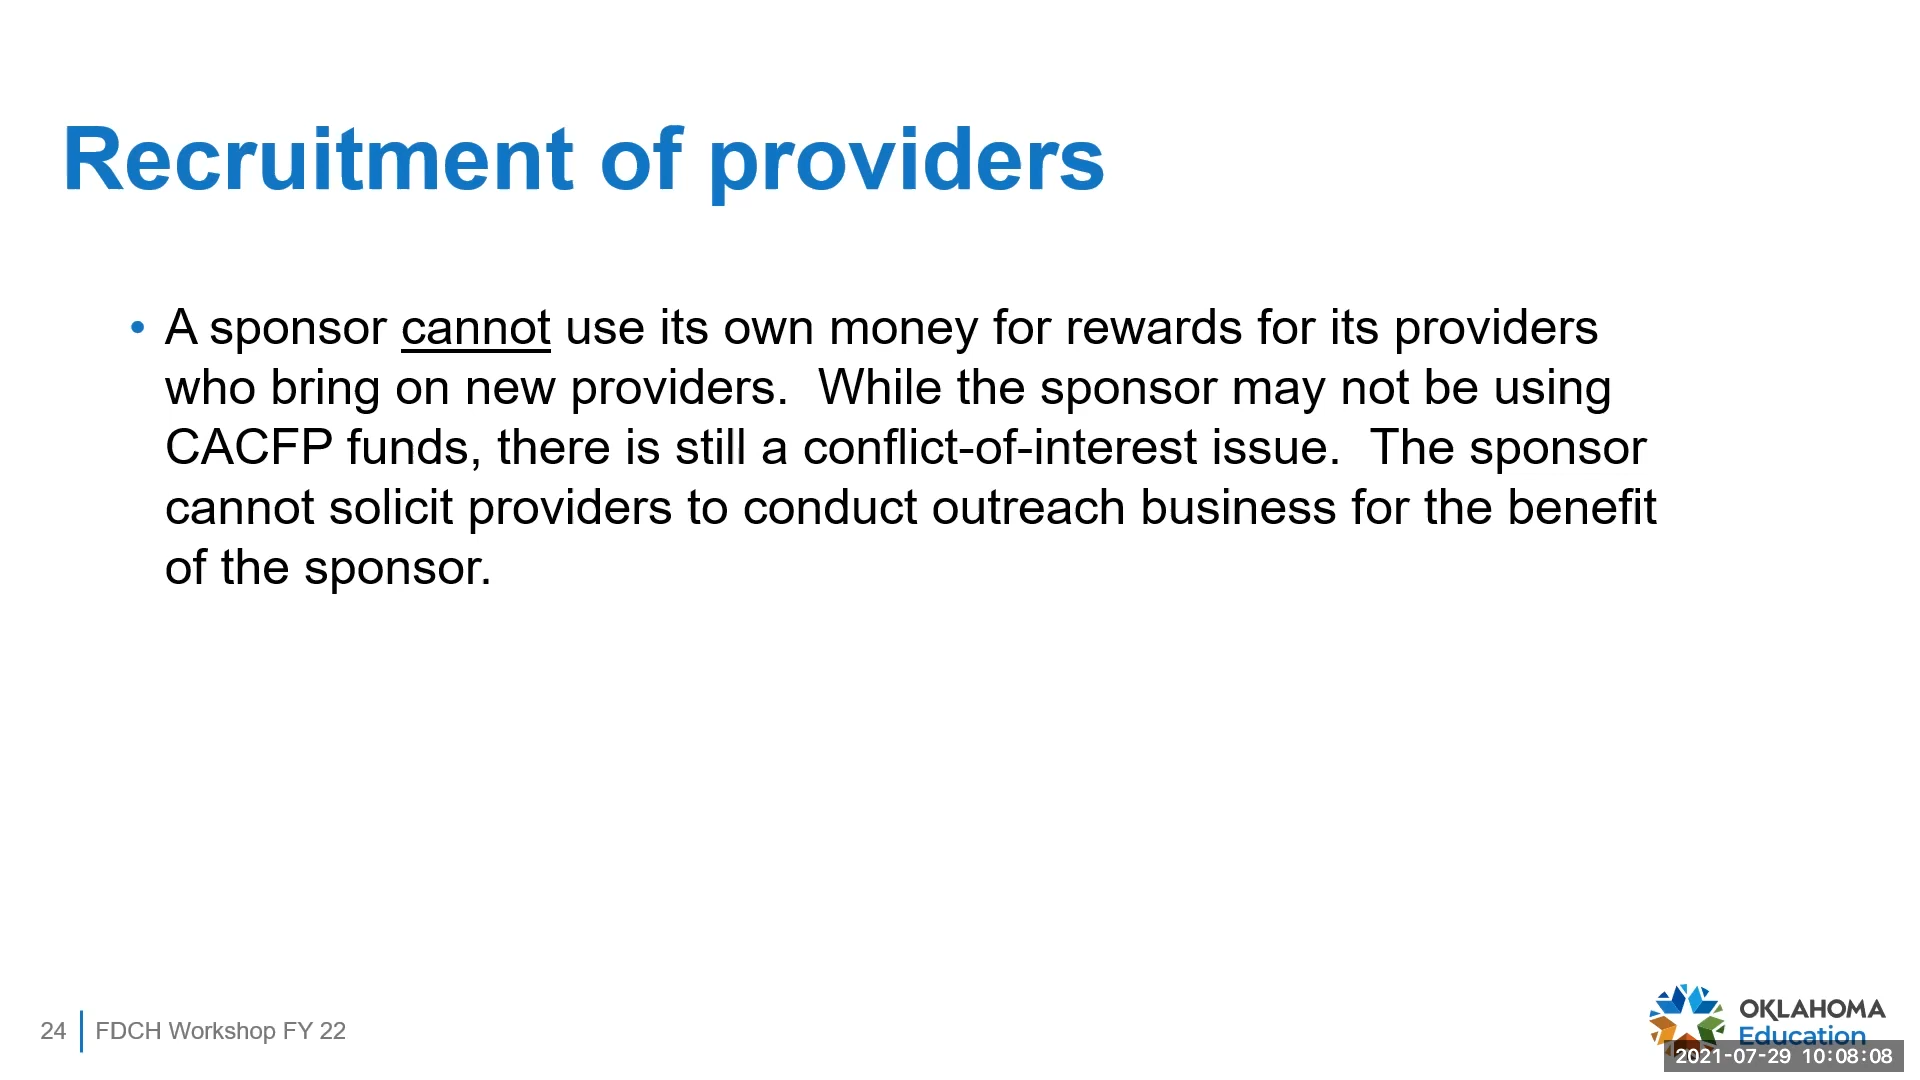 Recruitment of providers
• A sponsor cannot use its own money for rewards for its providers
who bring on new providers.  While the sponsor may not be using
CACFP funds, there is still a conflict-of-interest issue.  The sponsor
cannot solicit providers to conduct outreach business for the benefit
of the sponsor.
24
FDCH Workshop FY 22
OKLAHOMA
Education
2021-07-29 10:08:08